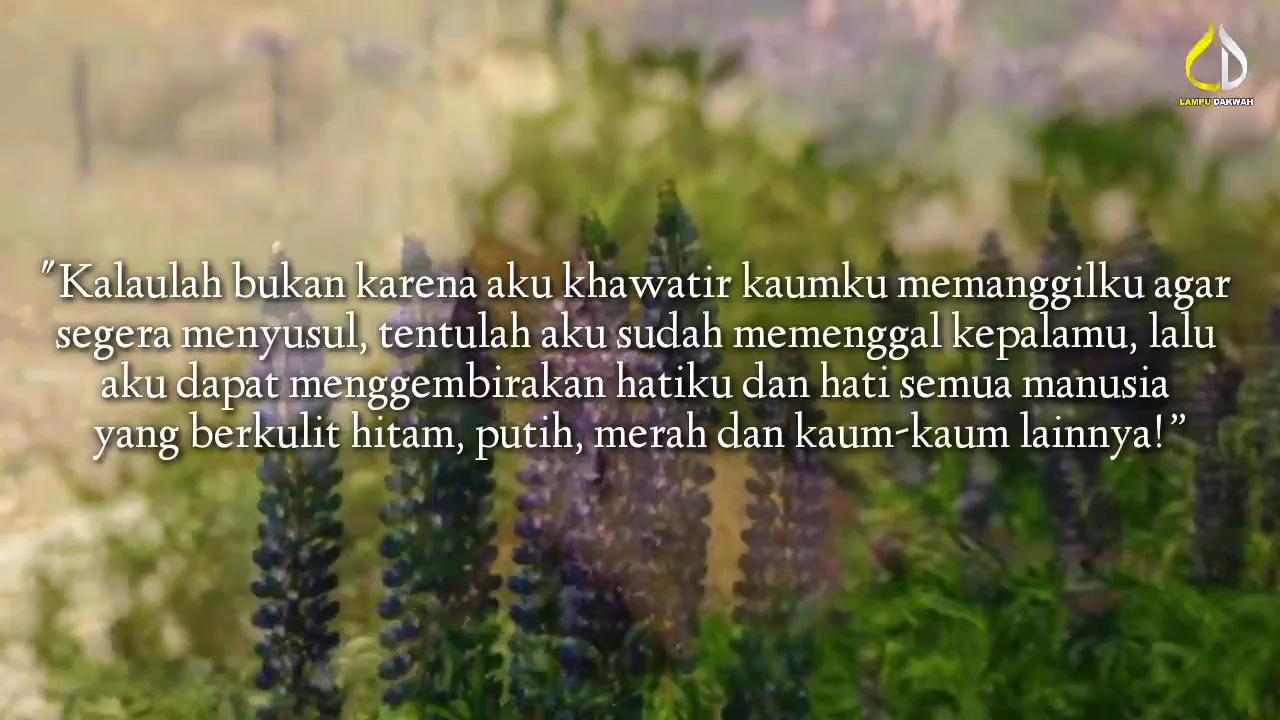 LAMPU DAKWAH
"Kalaulah bukan karena aku khawatir kaumku memanggilku agar
segera menyusul, tentulah aku sudah memenggal kepalamu, lalu
aku dapat menggembirakan hatiku dan hati semua manusia
yang berkulit hitam, putih, merah dan kaum-kaum lainnya!”